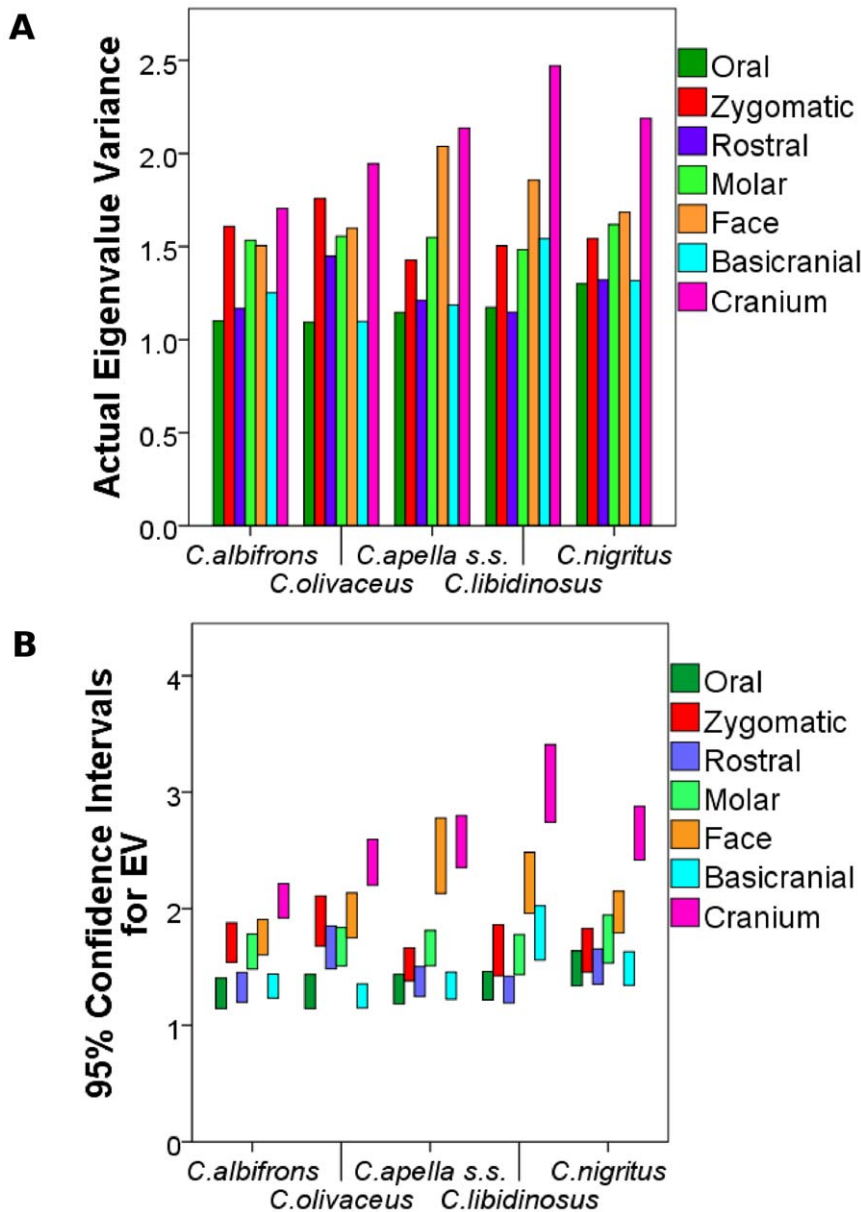 A
Actual Eigenvalue Variance
2.5
2.0
1.5
1.0
0.5
0.0
C.albifrons
C.olivaceus
C.apella s.s.
C.libidinosus
C.nigritus
Oral
Zygomatic
Rostral
Molar
Face
Basicranial
Cranium
B
95% Confidence Intervals
for EV
4
3
2
1
0
C.albifrons
C.olivaceus
C.apella s.s.
C.libidinosus
C.nigritus
Oral
Zygomatic
Rostral
Molar
Face
Basicranial
Cranium